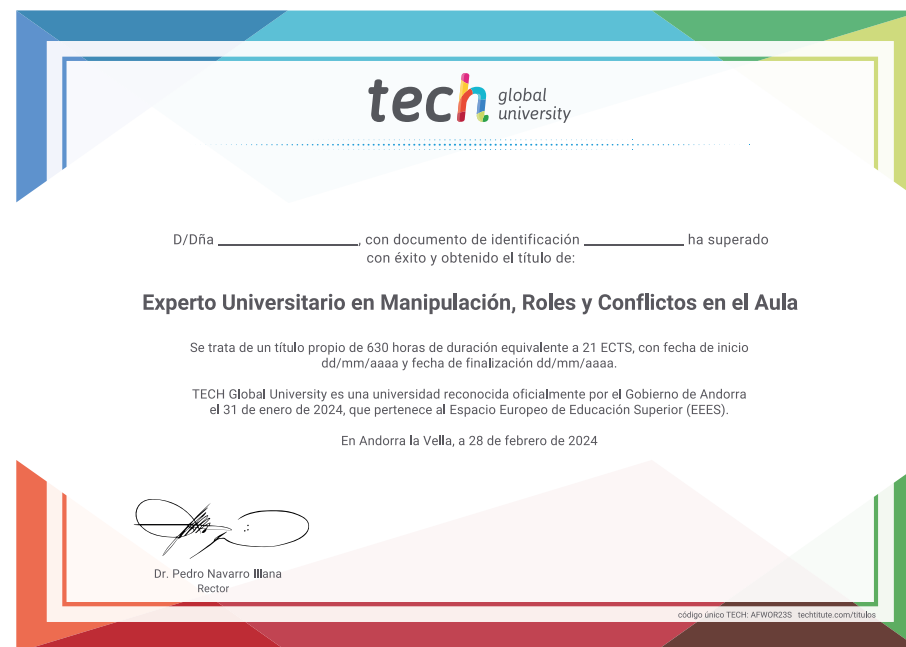 tech global university
D/Dña ____________________, con documento de identificación ______________ ha superado
con éxito y obtenido el título de:
Experto Universitario en Manipulación, Roles y Conflictos en el Aula
Se trata de un título propio de 630 horas de duración equivalente a 21 ECTS, con fecha de inicio
dd/mm/aaaa y fecha de finalización dd/mm/aaaa.
TECH Global University es una universidad reconocida oficialmente por el Gobierno de Andorra
el 31 de enero de 2024, que pertenece al Espacio Europeo de Educación Superior (EEES).
En Andorra la Vella, a 28 de febrero de 2024
Dr. Pedro Navarro Illana
Rector
código único TECH: AFWOR23S techtitute.com/titulos